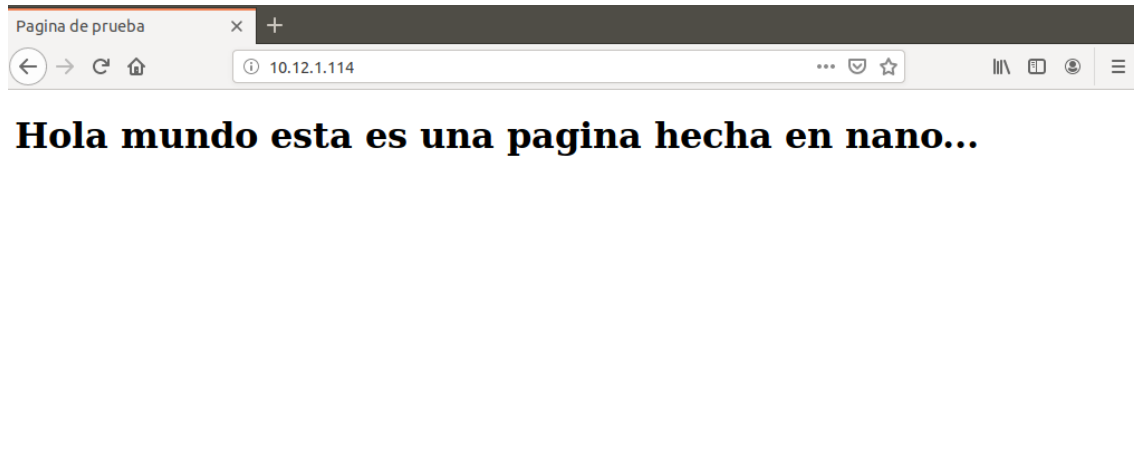 Pagina de prueba
10.12.1.114
Hola mundo esta es una pagina hecha en nano...